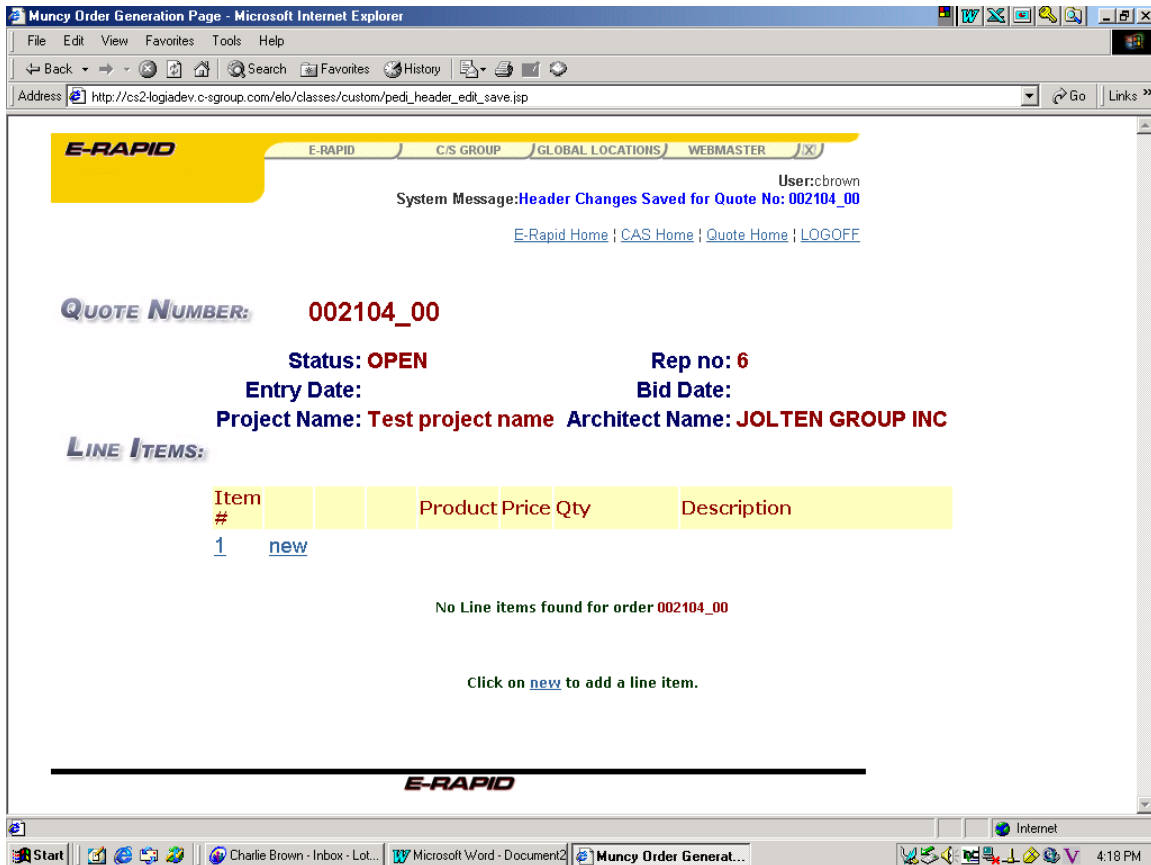 Muncy Order Generation Page - Microsoft Internet Explorer
File Edit View Favorites Tools Help
Back Search Favorites History
Address http://cs2-logiadev.c-sgroup.com/elo/classes/custom/pedi_header_edit_save.jsp Go Links »
E-RAPID E-RAPID C/S GROUP GLOBAL LOCATIONS WEBMASTER [X]
User:cbrown
System Message:Header Changes Saved for Quote No: 002104_00
E-Rapid Home ¦ CAS Home ¦ Quote Home ¦ LOGOFF
QUOTE NUMBER: 002104_00
Status: OPEN Rep no: 6
Entry Date: Bid Date:
Project Name: Test project name Architect Name: JOLTEN GROUP INC
LINE ITEMS:
Item # Product Price Qty Description
1 new
No Line items found for order 002104_00
Click on new to add a line item.
E-RAPID
Internet
Start Charlie Brown - Inbox - Lot... Microsoft Word - Document2 Muncy Order Generat... 4:18 PM